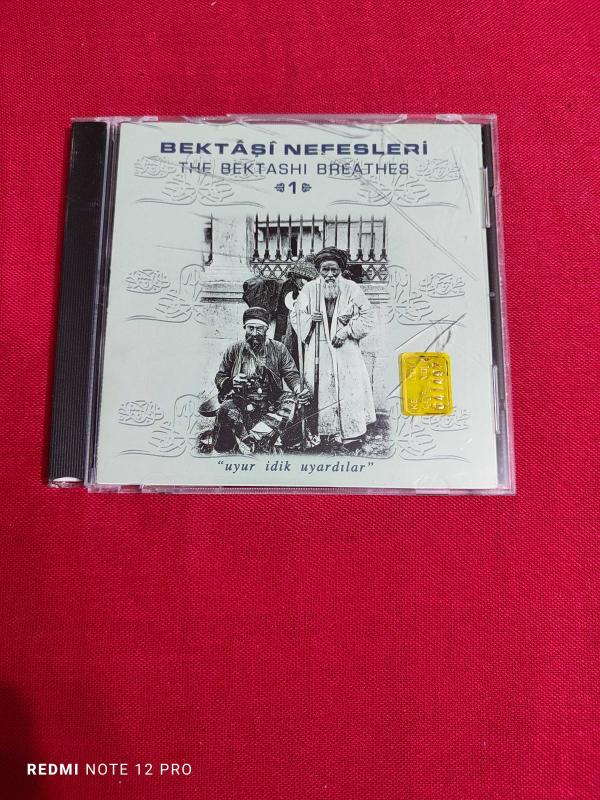 BEKTÂŞÎ NEFESLERİ
THE BEKTASHI BREATHES
1
"uyur idik uyardılar"
REDMI NOTE 12 PRO